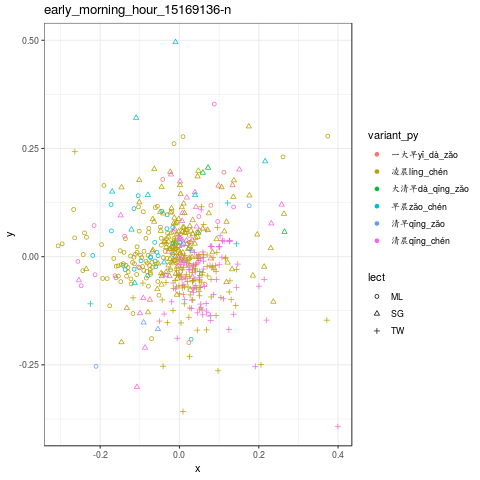 early_morning_hour_15169136-n
0.50
0.25
0.00
-0.25
-0.2
0.0
0.2
0.4
x
y
variant_py
一大早yī_dà_zǎo
凌晨líng_chén
大清早dà_qīng_zǎo
早晨zǎo_chén
清早qīng_zǎo
清晨qīng_chén
lect
ML
SG
TW